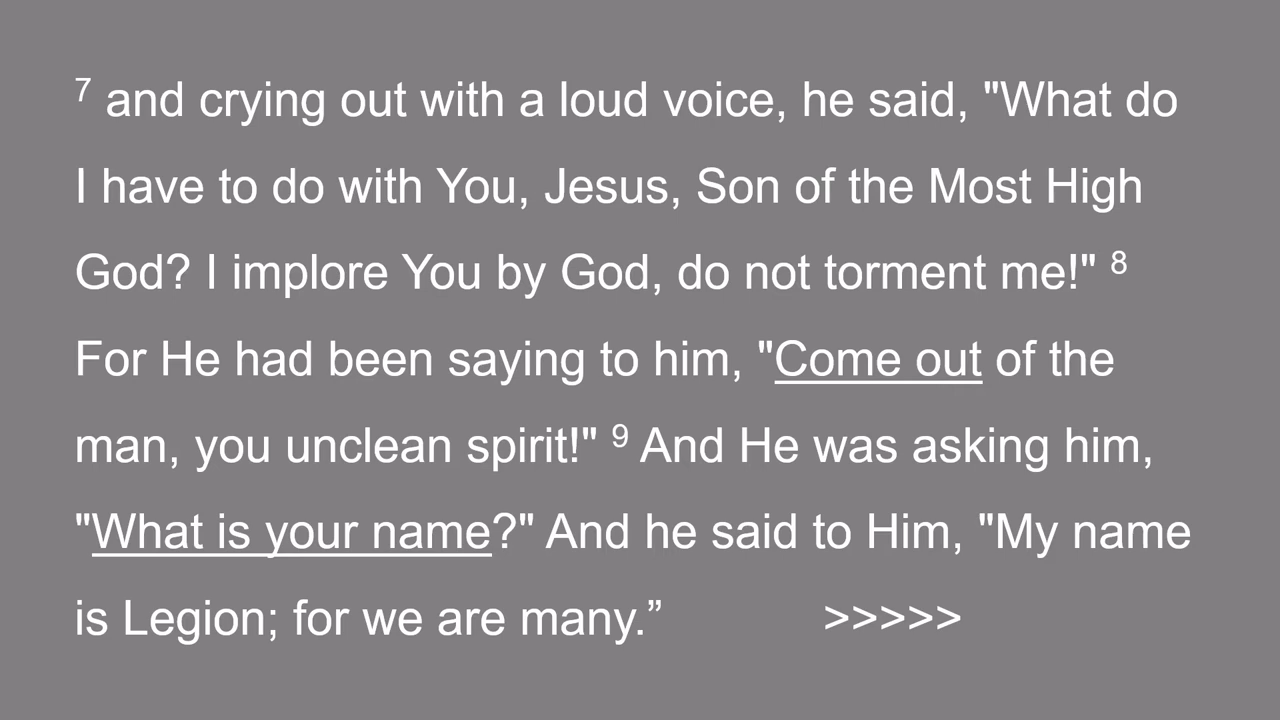 7 and crying out with a loud voice, he said, "What do
I have to do with You, Jesus, Son of the Most High
God? I implore You by God, do not torment me!" 8
For He had been saying to him, "Come out of the
man, you unclean spirit!" 9 And He was asking him,
"What is your name?" And he said to Him, "My name
is Legion; for we are many.” >>>>>